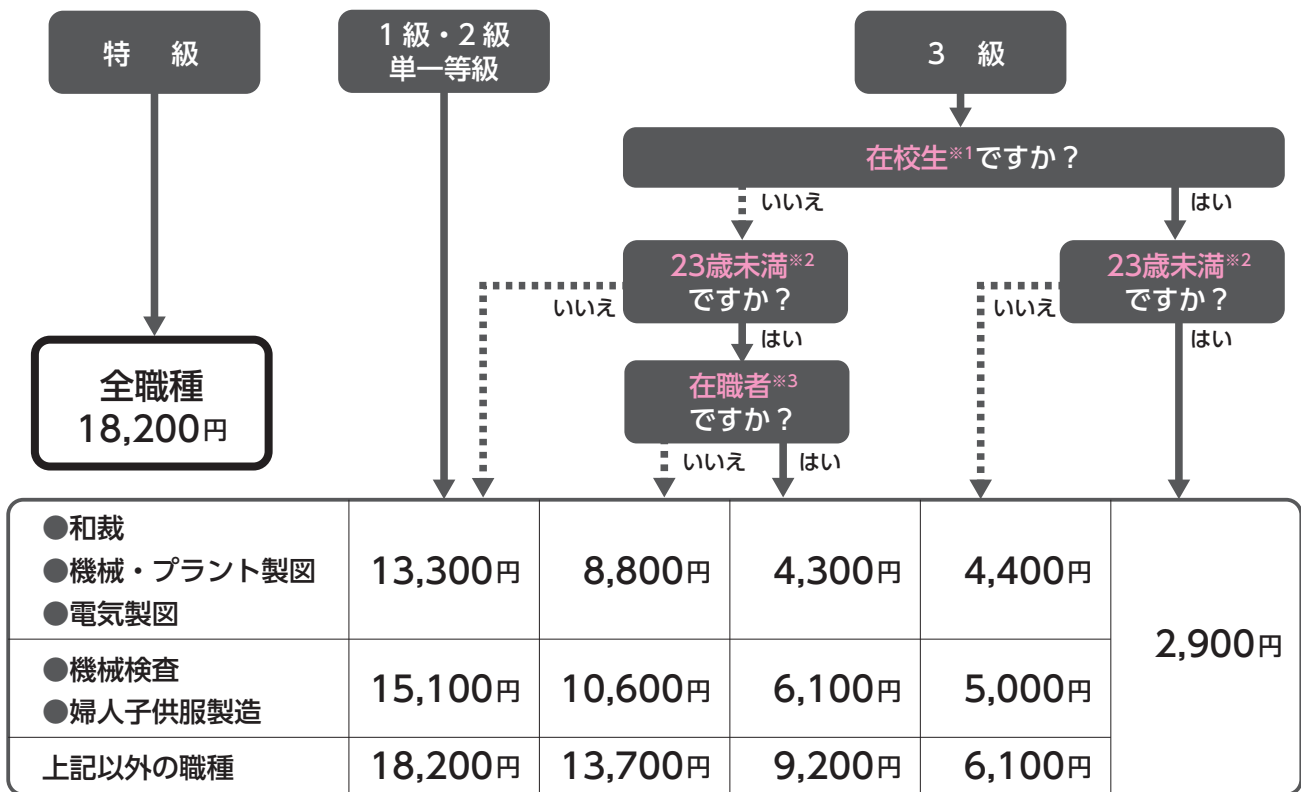 特　級
1級・2級
単一等級
3　級
在校生※1ですか？
いいえ
はい
23歳未満※2
ですか？
23歳未満※2
ですか？
いいえ
はい
いいえ
はい
在職者※3
ですか？
いいえ
はい
全職種
18,200円
●和裁
●機械・プラント製図
●電気製図
13,300円
8,800円
4,300円
4,400円
2,900円
●機械検査
●婦人子供服製造
15,100円
10,600円
6,100円
5,000円
上記以外の職種
18,200円
13,700円
9,200円
6,100円